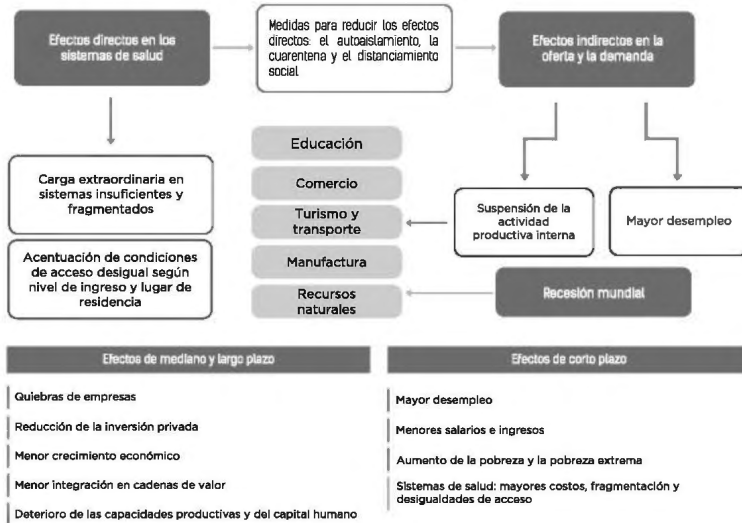 Efectos directos en los
sistemas de salud
Medidas para reducir los efectos
directos: el autoaislamiento, la
cuarentena y el distanciamiento
social
Efectos indirectos en la
oferta y la demanda
Carga extraordinaria en
sistemas insuficientes y
fragmentados
Acentuación de condiciones
de acceso desigual según
nivel de ingreso y lugar de
residencia
Educación
Comercio
Turismo y
transporte
Manufactura
Recursos
naturales
Suspensión de la
actividad
productiva interna
Mayor desempleo
Recesión mundial
Efectos de mediano y largo plazo
Quiebras de empresas
Reducción de la inversión privada
Menor crecimiento económico
Menor integración en cadenas de valor
Deterioro de las capacidades productivas y del capital humano
Efectos de corto plazo
Mayor desempleo
Menores salarios e ingresos
Aumento de la pobreza y la pobreza extrema
Sistemas de salud: mayores costos, fragmentación y
desigualdades de acceso